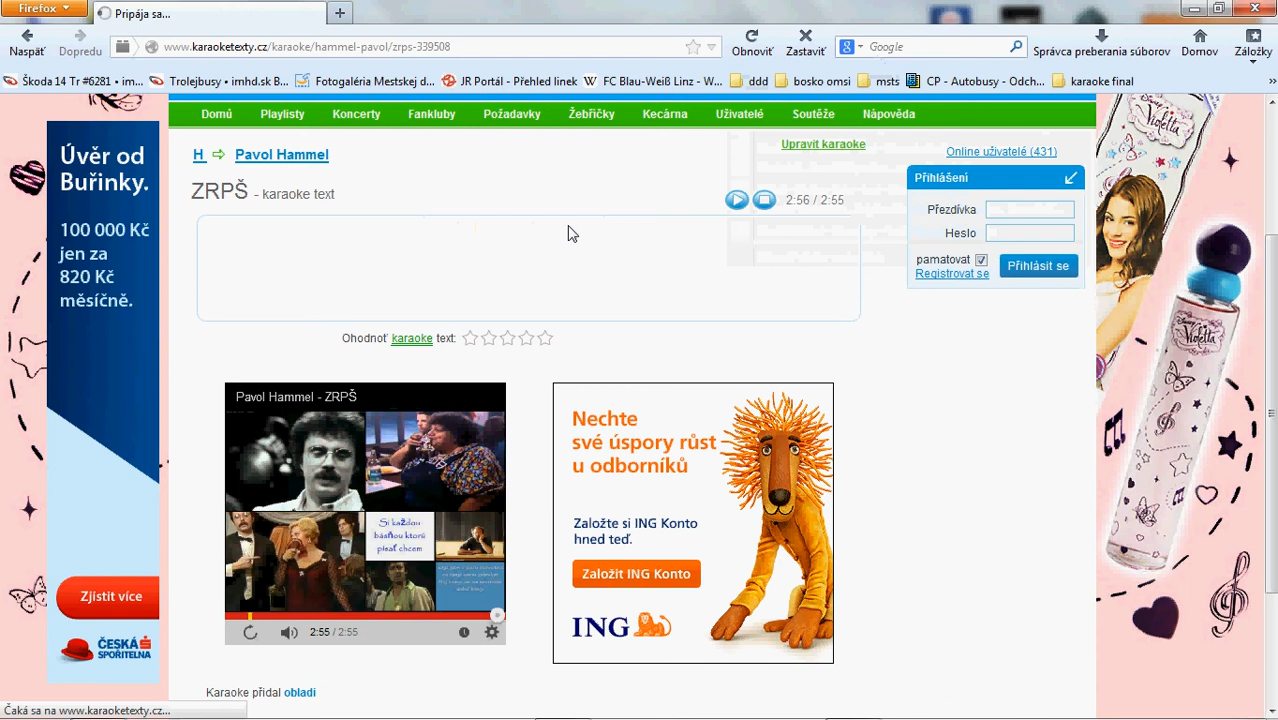 Firefox
Pripája sa...
Naspäť
Dopredu
www.karaoketexty.cz/karaoke/hammel-pavol/zrps-339508
Obnoviť
Zastaviť
Google
Správca preberania súborov
Domov
Záložky
Škoda 14 Tr #6281 • im...
Trolejbusy • imhd.sk B...
Fotogaléria Mestskej d...
JR Portál - Přehled linek
FC Blau-Weiß Linz - W...
ddd
bosko omsi
msts
CP - Autobusy - Odch...
karaoke final
Domů
Playlisty
Koncerty
Fankluby
Požadavky
Žebříčky
Kecárna
Uživatelé
Soutěže
Nápověda
H
Pavol Hammel
Upravit karaoke
Online uživatelé (431)
ZRPŠ - karaoke text
2:56 / 2:55
Přihlášení
Přezdívka
Heslo
pamatovat
Registrovat se
Přihlásit se
Ohodnoť karaoke text:
Úvěr od
Buřinky.
100 000 Kč
jen za
820 Kč
měsíčně.
Zjistit více
ČESKÁ
SPOŘITELNA
Pavol Hammel - ZRPŠ
Si každou
básňou ktorú
písať chcem
2:55 / 2:55
Nechte
své úspory růst
u odborníků
Založte si ING Konto
hned teď.
Založit ING Konto
ING
Violetta
Violetta
Karaoke přidal obladi
Čaká sa na www.karaoketexty.cz...